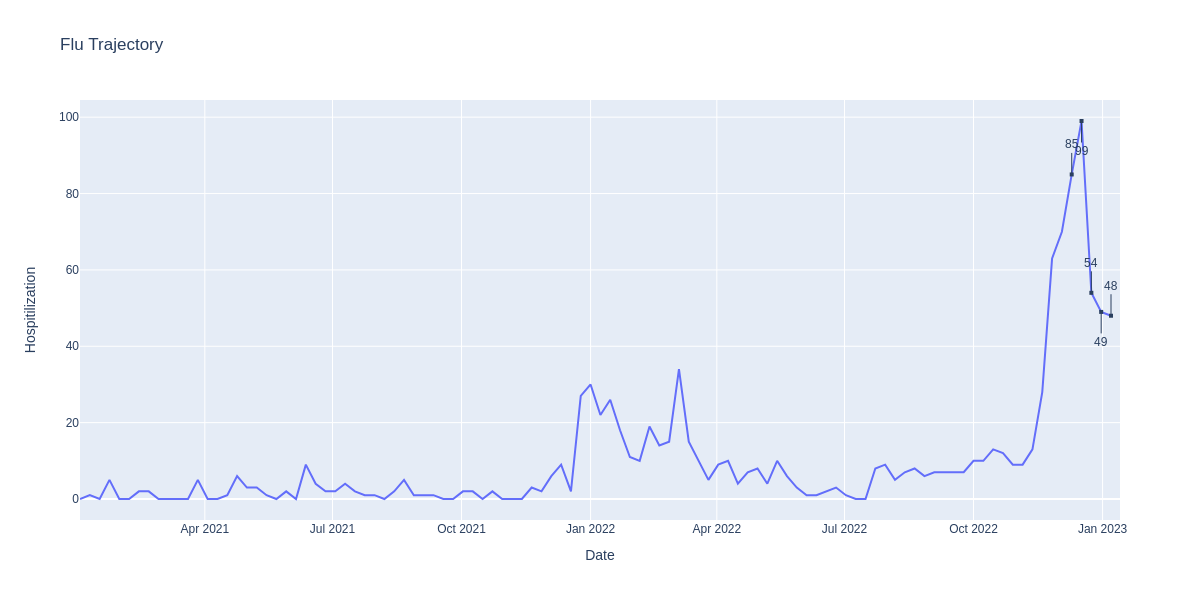 Flu Trajectory
Hospitilization
100
80
60
40
20
0
85
99
54
48
49
Apr 2021
Jul 2021
Oct 2021
Jan 2022
Apr 2022
Jul 2022
Oct 2022
Jan 2023
Date